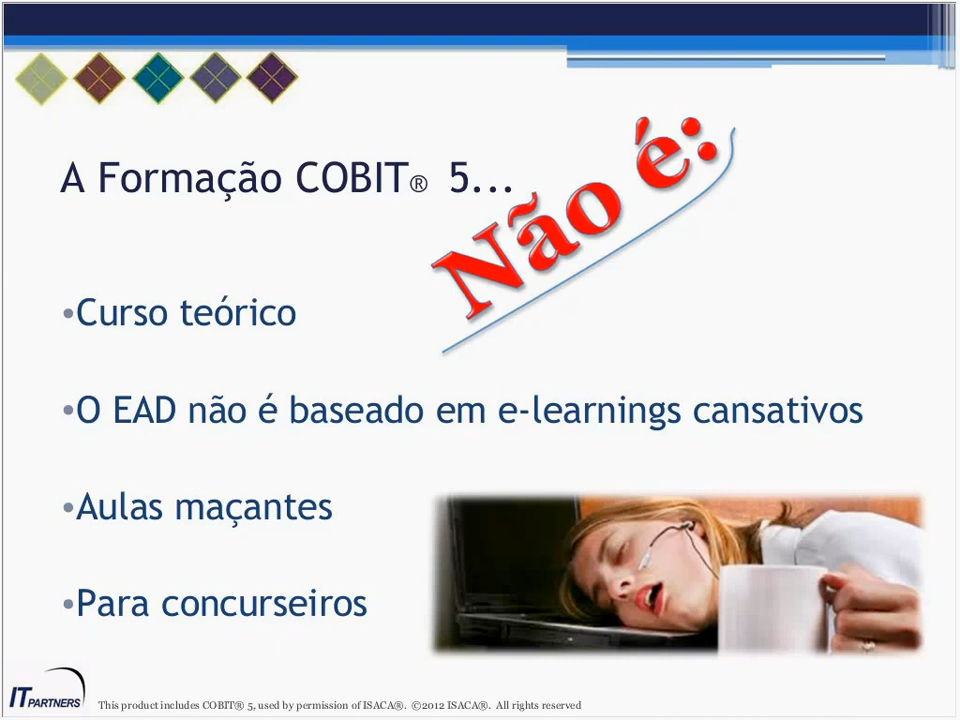 A Formação COBIT® 5...
Não é:
•Curso teórico
•O EAD não é baseado em e-learnings cansativos
•Aulas maçantes
•Para concurseiros
IT PARTNERS
This product includes COBIT® 5, used by permission of ISACA®. ©2012 ISACA®. All rights reserved